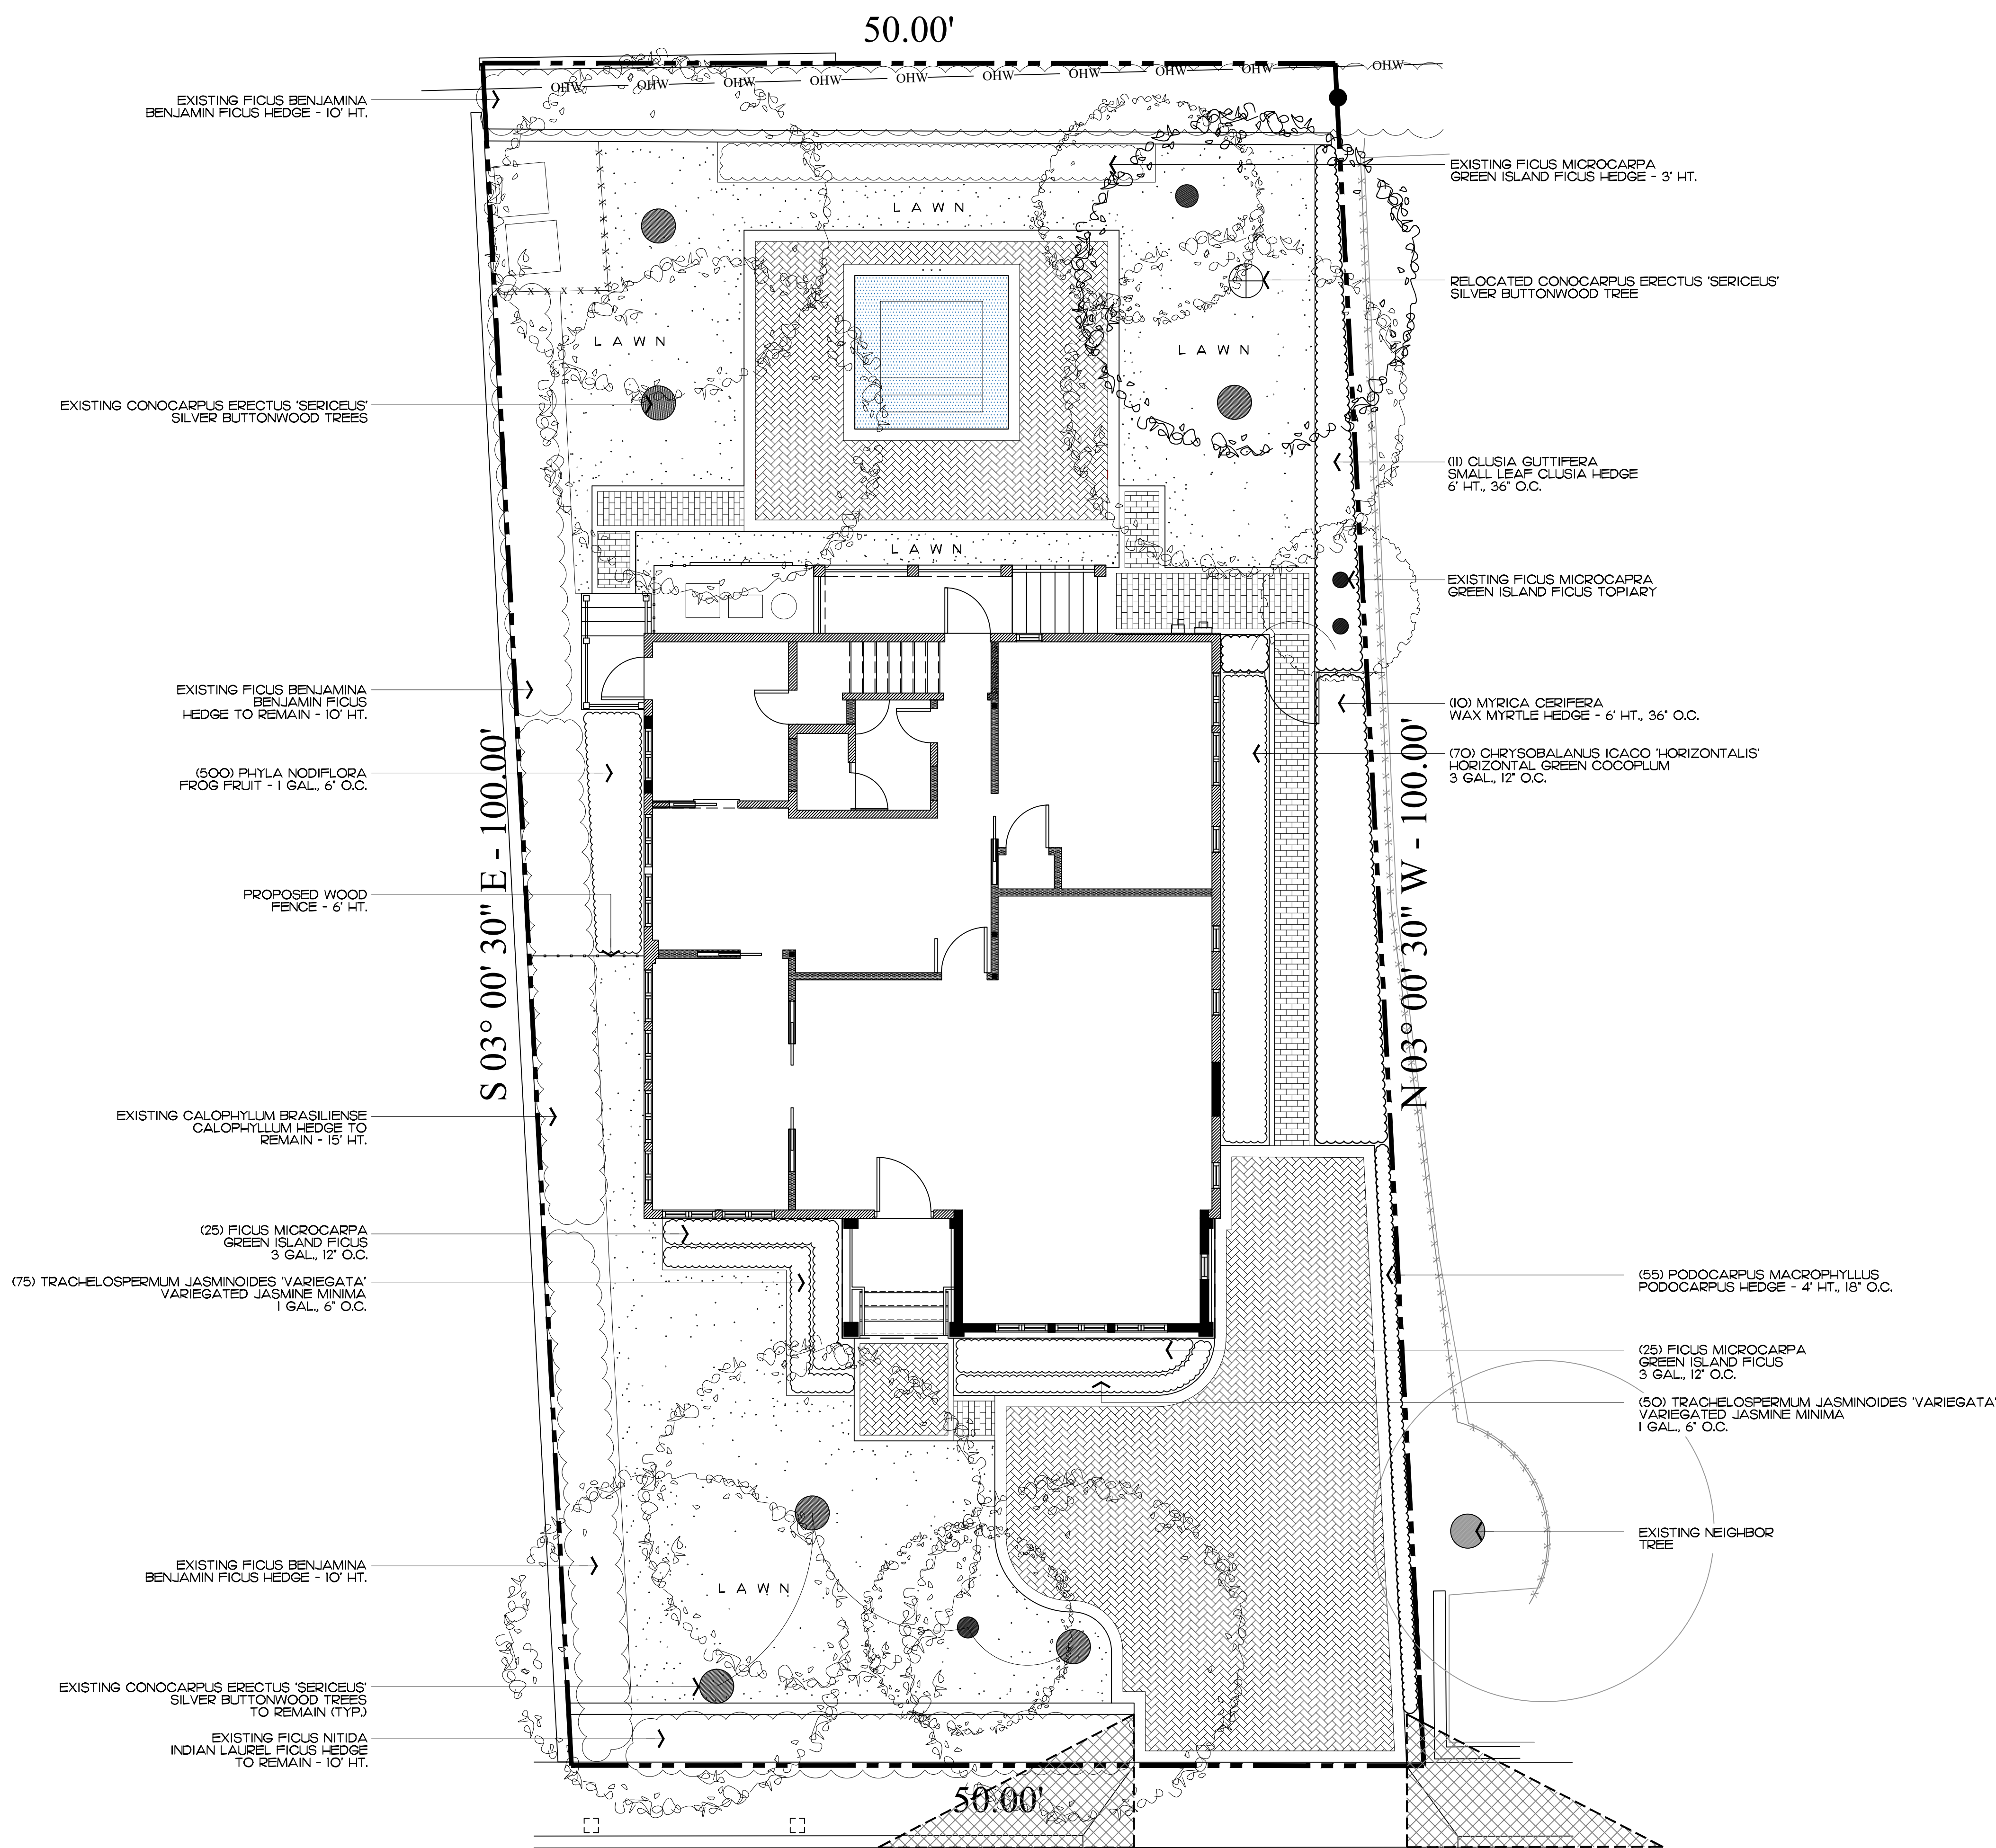 50.00'
OHW OHW OHW OHW OHW OHW OHW OHW OHW OHW
EXISTING FICUS BENJAMINA
BENJAMIN FICUS HEDGE - 10' HT.
EXISTING FICUS MICROCARPA
GREEN ISLAND FICUS HEDGE - 3' HT.
LAWN
RELOCATED CONOCARPUS ERECTUS 'SERICEUS'
SILVER BUTTONWOOD TREE
LAWN
LAWN
EXISTING CONOCARPUS ERECTUS 'SERICEUS'
SILVER BUTTONWOOD TREES
(11) CLUSIA GUTTIFERA
SMALL LEAF CLUSIA HEDGE
6' HT., 36" O.C.
LAWN
EXISTING FICUS MICROCAPRA
GREEN ISLAND FICUS TOPIARY
EXISTING FICUS BENJAMINA
BENJAMIN FICUS
HEDGE TO REMAIN - 10' HT.
(10) MYRICA CERIFERA
WAX MYRTLE HEDGE - 6' HT., 36" O.C.
(70) CHRYSOBALANUS ICACO 'HORIZONTALIS'
HORIZONTAL GREEN COCOPLUM
3 GAL., 12" O.C.
(500) PHYLA NODIFLORA
FROG FRUIT - 1 GAL., 6" O.C.
S 03° 00' 30" E - 100.00'
N 03° 00' 30" W - 100.00'
PROPOSED WOOD
FENCE - 6' HT.
EXISTING CALOPHYLUM BRASILIENSE
CALOPHYLLUM HEDGE TO
REMAIN - 15' HT.
(25) FICUS MICROCARPA
GREEN ISLAND FICUS
3 GAL., 12" O.C.
(75) TRACHELOSPERMUM JASMINOIDES 'VARIEGATA'
VARIEGATED JASMINE MINIMA
1 GAL., 6" O.C.
(55) PODOCARPUS MACROPHYLLUS
PODOCARPUS HEDGE - 4' HT., 18" O.C.
(25) FICUS MICROCARPA
GREEN ISLAND FICUS
3 GAL., 12" O.C.
(50) TRACHELOSPERMUM JASMINOIDES 'VARIEGATA'
VARIEGATED JASMINE MINIMA
1 GAL., 6" O.C.
EXISTING NEIGHBOR
TREE
EXISTING FICUS BENJAMINA
BENJAMIN FICUS HEDGE - 10' HT.
LAWN
EXISTING CONOCARPUS ERECTUS 'SERICEUS'
SILVER BUTTONWOOD TREES
TO REMAIN (TYP.)
EXISTING FICUS NITIDA
INDIAN LAUREL FICUS HEDGE
TO REMAIN - 10' HT.
50.00'